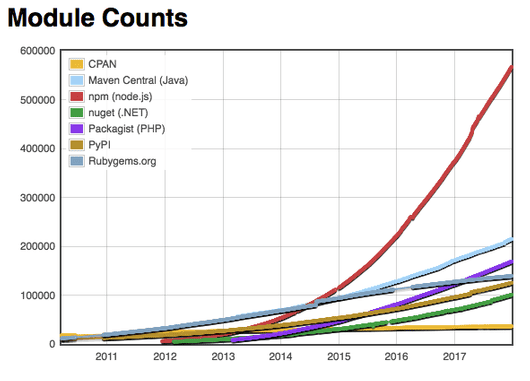 Module Counts
600000
500000
400000
300000
200000
100000
0
CPAN
Maven Central (Java)
npm (node.js)
nuget (.NET)
Packagist (PHP)
PyPI
Rubygems.org
2011 2012 2013 2014 2015 2016 2017